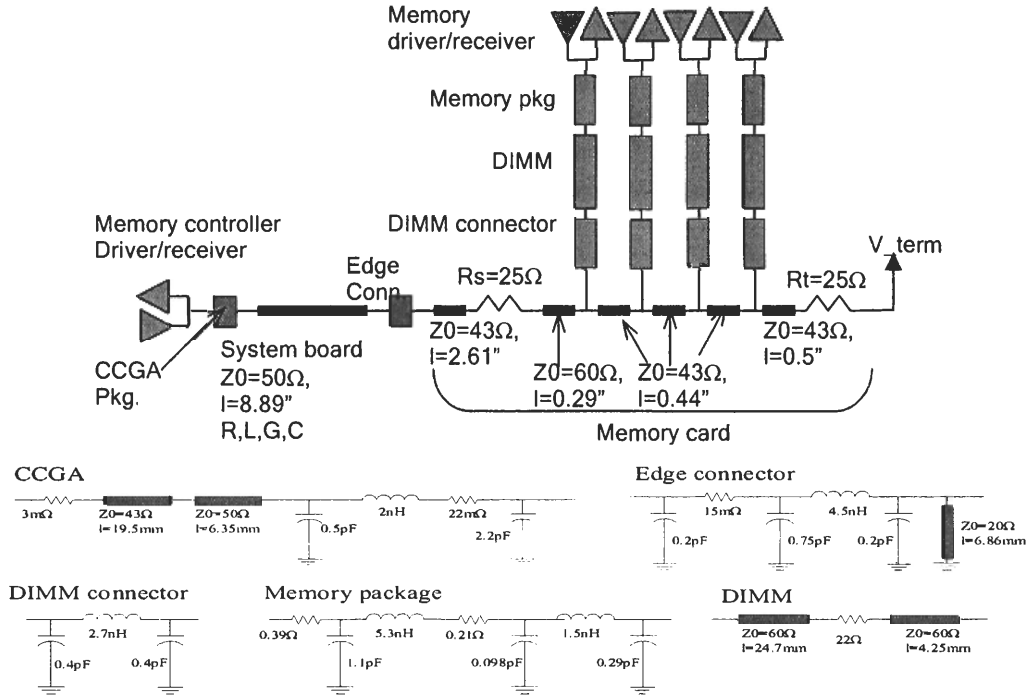 Memory
driver/receiver
Memory pkg
DIMM
DIMM connector
Memory controller
Driver/receiver
Edge
Conn
Rs=25Ω
Rt=25Ω
V_term
CCGA
Pkg.
System board
Z0=50Ω,
l=8.89"
R,L,G,C
Z0=43Ω,
l=2.61"
Z0=60Ω,
l=0.29"
Z0=43Ω,
l=0.44"
Z0=43Ω,
l=0.5"
Memory card
CCGA
3mΩ
Z0=43Ω
l=19.5mm
Z0=50Ω
l=6.35mm
0.5pF
2nH
22mΩ
2.2pF
Edge connector
0.2pF
15mΩ
0.75pF
4.5nH
0.2pF
Z0=20Ω
l=6.86mm
DIMM connector
2.7nH
0.4pF
0.4pF
Memory package
0.39Ω
5.3nH
0.21Ω
1.5nH
1.1pF
0.098pF
0.29pF
DIMM
Z0=60Ω
l=24.7mm
22Ω
Z0=60Ω
l=4.25mm